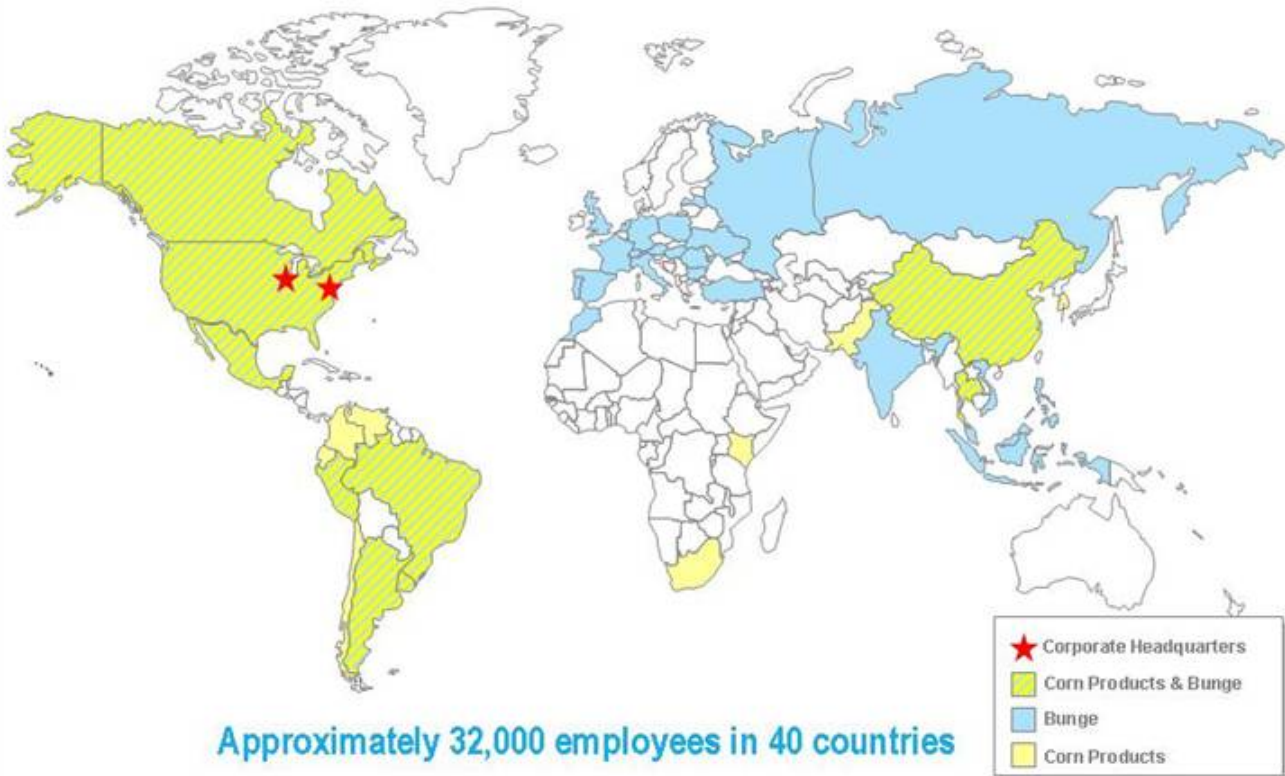 Corporate Headquarters
Corn Products & Bunge
Bunge
Corn Products
Approximately 32,000 employees in 40 countries